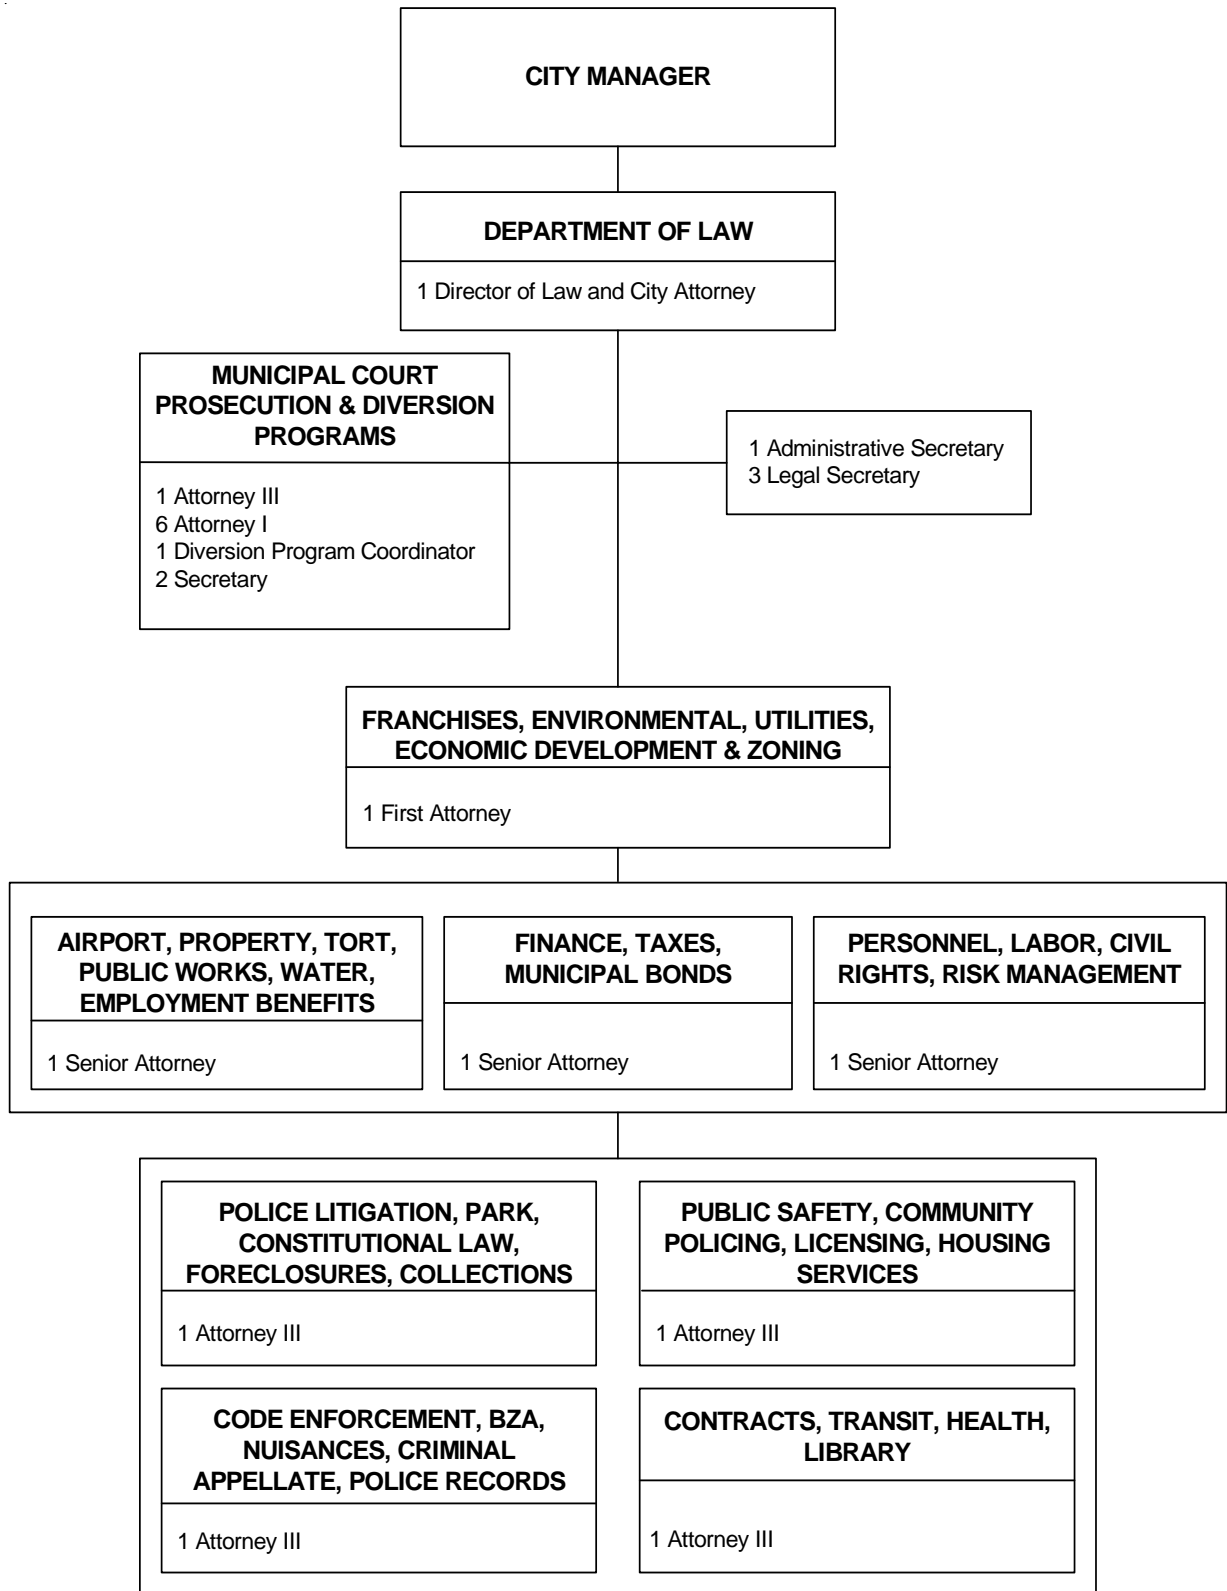 CITY MANAGER
DEPARTMENT OF LAW
1 Director of Law and City Attorney
MUNICIPAL COURT
PROSECUTION & DIVERSION
PROGRAMS
1 Attorney III
6 Attorney I
1 Diversion Program Coordinator
2 Secretary
1 Administrative Secretary
3 Legal Secretary
FRANCHISES, ENVIRONMENTAL, UTILITIES,
ECONOMIC DEVELOPMENT & ZONING
1 First Attorney
AIRPORT, PROPERTY, TORT,
PUBLIC WORKS, WATER,
EMPLOYMENT BENEFITS
1 Senior Attorney
FINANCE, TAXES,
MUNICIPAL BONDS
1 Senior Attorney
PERSONNEL, LABOR, CIVIL
RIGHTS, RISK MANAGEMENT
1 Senior Attorney
POLICE LITIGATION, PARK,
CONSTITUTIONAL LAW,
FORECLOSURES, COLLECTIONS
1 Attorney III
PUBLIC SAFETY, COMMUNITY
POLICING, LICENSING, HOUSING
SERVICES
1 Attorney III
CODE ENFORCEMENT, BZA,
NUISANCES, CRIMINAL
APPELLATE, POLICE RECORDS
1 Attorney III
CONTRACTS, TRANSIT, HEALTH,
LIBRARY
1 Attorney III